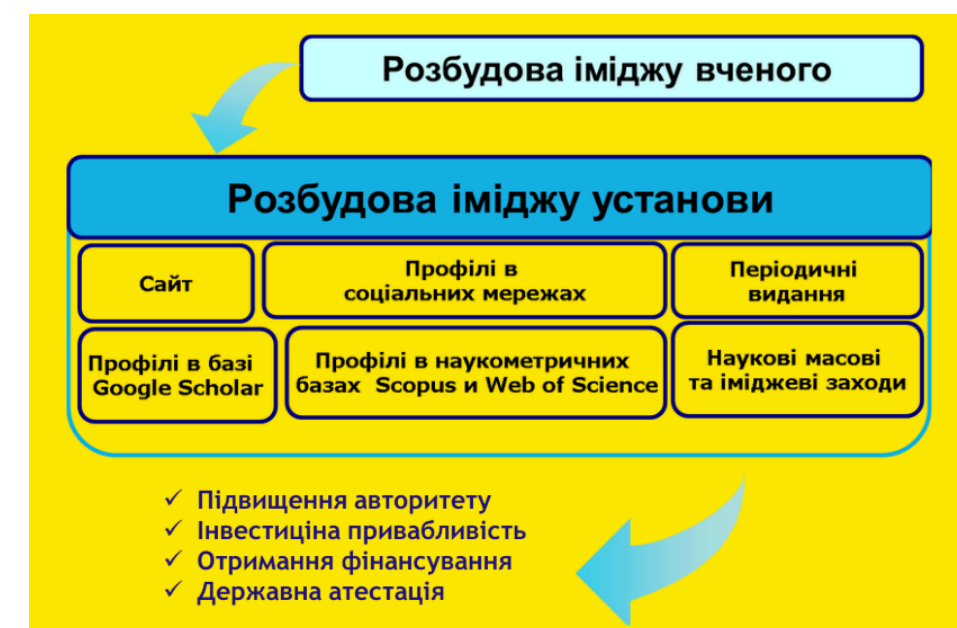 Розбудова іміджу вченого
Розбудова іміджу установи
Сайт
Профілі в
соціальних мережах
Періодичні
видання
Профілі в базі
Google Scholar
Профілі в наукометричних
базах Scopus и Web of Science
Наукові масові
та іміджеві заходи
✓ Підвищення авторитету
✓ Інвестиціна привабливість
✓ Отримання фінансування
✓ Державна атестація